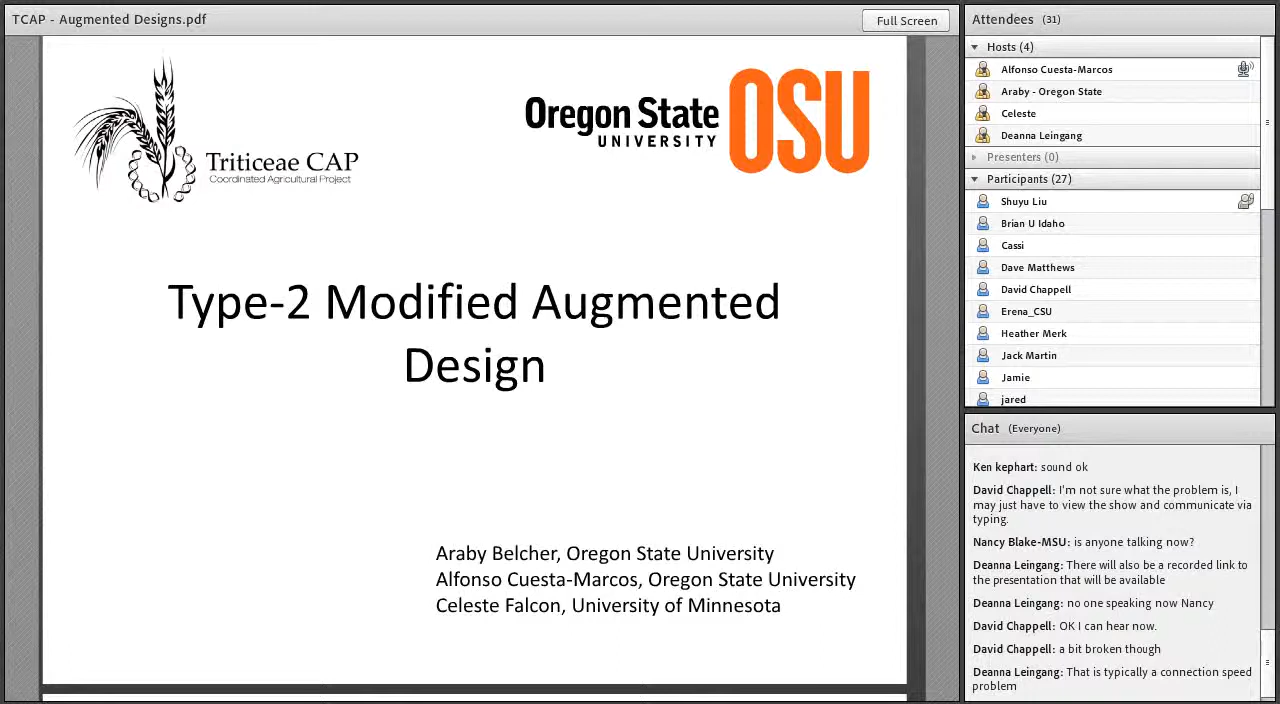 TCAP - Augmented Designs.pdf
Full Screen
Triticeae CAP
Coordinated Agricultural Project
Oregon State
UNIVERSITY
OSU
Type-2 Modified Augmented
Design
Araby Belcher, Oregon State University
Alfonso Cuesta-Marcos, Oregon State University
Celeste Falcon, University of Minnesota
Attendees (31)
Hosts (4)
Alfonso Cuesta-Marcos
Araby - Oregon State
Celeste
Deanna Leingang
Presenters (0)
Participants (27)
Shuyu Liu
Brian U Idaho
Cassi
Dave Matthews
David Chappell
Erena_CSU
Heather Merk
Jack Martin
Jamie
jared
Chat (Everyone)
Ken kephart: sound ok
David Chappell: I'm not sure what the problem is, I
may just have to view the show and communicate via
typing.
Nancy Blake-MSU: is anyone talking now?
Deanna Leingang: There will also be a recorded link to
the presentation that will be available
Deanna Leingang: no one speaking now Nancy
David Chappell: OK I can hear now.
David Chappell: a bit broken though
Deanna Leingang: That is typically a connection speed
problem